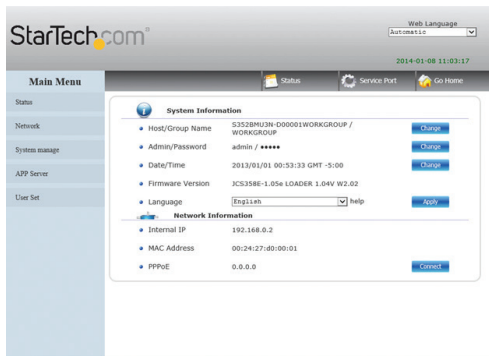 StarTech.com®
Web Language
Automatic
2014-01-08 11:03:17
Main Menu
Status
Service Port
Go Home
Status
Network
System manage
APP Server
User Set
System Information
Host/Group Name
S352BMU3N-D00001WORKGROUP /
WORKGROUP
Change
Admin/Password
admin / •••••
Change
Date/Time
2013/01/01 00:53:33 GMT -5:00
Change
Firmware Version
JCS358E-1.05e LOADER 1.04V W2.02
Language
English
help
Apply
Network Information
Internal IP
192.168.0.2
MAC Address
00:24:27:d0:00:01
PPPoE
0.0.0.0
Connect